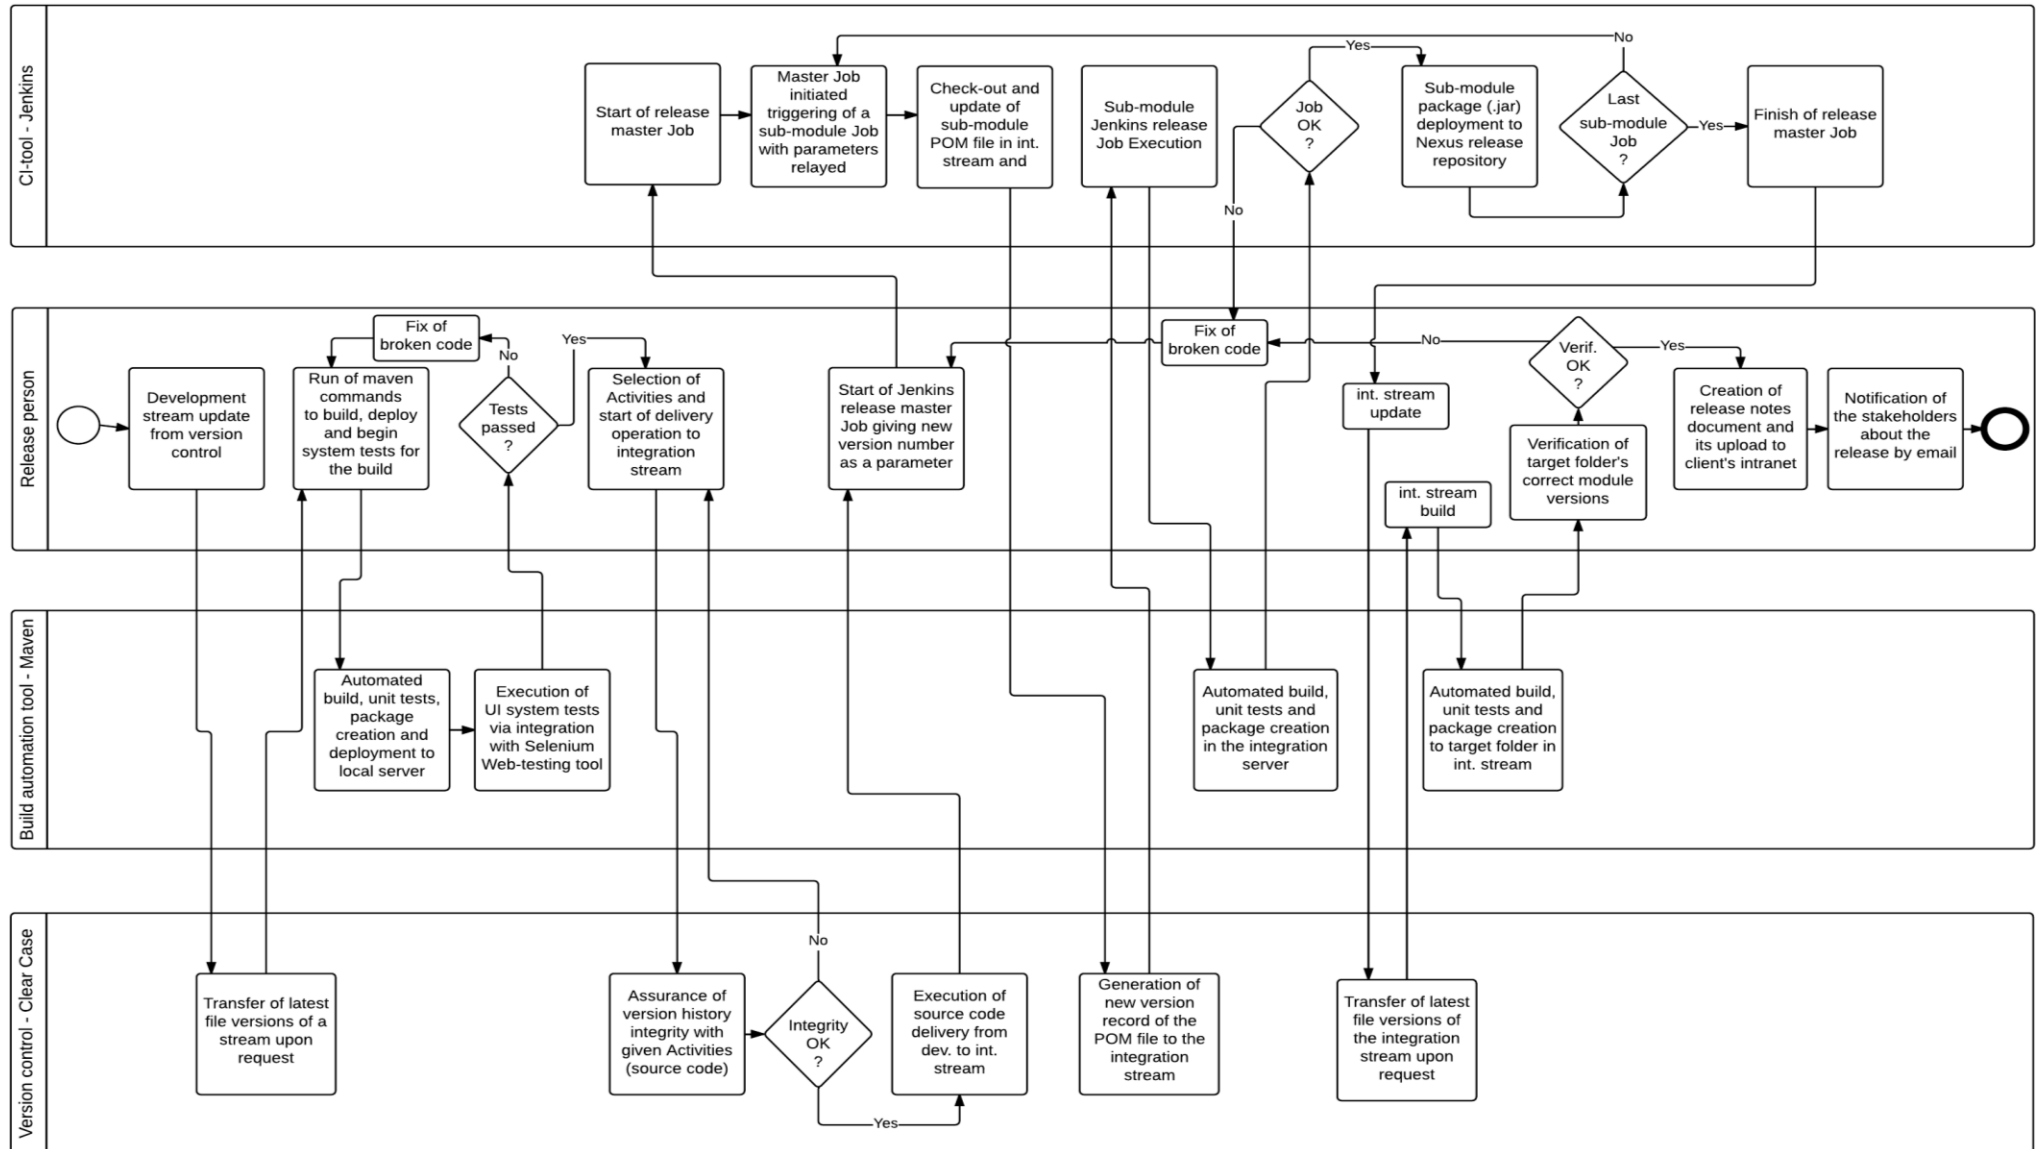 CI-tool - Jenkins
Start of release
master Job
Master Job
initiated
triggering of a
sub-module Job
with parameters
relayed
Check-out and
update of
sub-module
POM file in int.
stream and
Sub-module
Jenkins release
Job Execution
Job
OK
?
Yes
No
Sub-module
package (.jar)
deployment to
Nexus release
repository
No
Last
sub-module
Job
?
Yes
Finish of release
master Job
Release person
Development
stream update
from version
control
Fix of
broken code
Run of maven
commands
to build, deploy
and begin
system tests for
the build
No
Tests
passed
?
Yes
Selection of
Activities and
start of delivery
operation to
integration
stream
Start of Jenkins
release master
Job giving new
version number
as a parameter
Fix of
broken code
int. stream
update
No
int. stream
build
Verif.
OK
?
Yes
Verification of
target folder's
correct module
versions
Creation of
release notes
document and
its upload to
client's intranet
Notification of
the stakeholders
about the
release by email
Build automation tool - Maven
Automated
build, unit tests,
package
creation and
deployment to
local server
Execution of
UI system tests
via integration
with Selenium
Web-testing tool
Automated build,
unit tests and
package creation
in the integration
server
Automated build,
unit tests and
package creation
to target folder in
int. stream
Version control - Clear Case
Transfer of latest
file versions of a
stream upon
request
Assurance of
version history
integrity with
given Activities
(source code)
No
Integrity
OK
?
Yes
Execution of
source code
delivery from
dev. to int.
stream
Generation of
new version
record of the
POM file to the
integration
stream
Transfer of latest
file versions of
the integration
stream upon
request